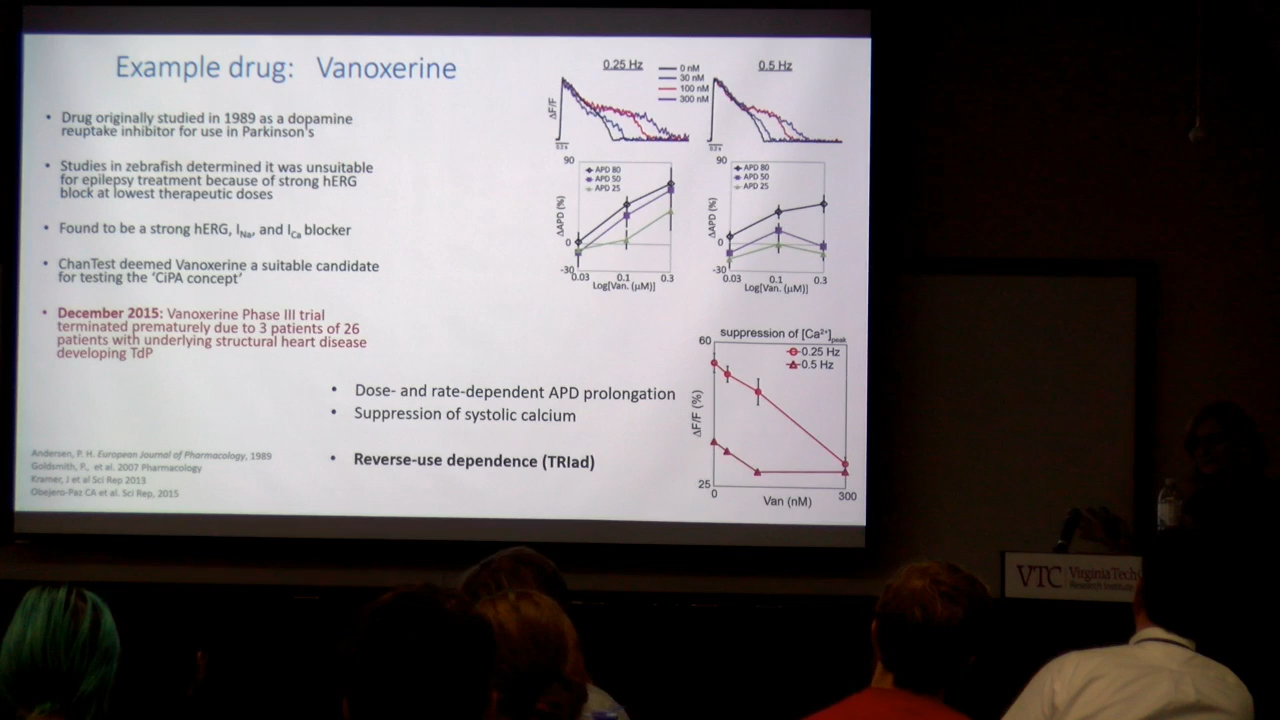 Example drug: Vanoxerine
• Drug originally studied in 1989 as a dopamine
reuptake inhibitor for use in Parkinson's
• Studies in zebrafish determined it was unsuitable
for epilepsy treatment because of strong hERG
block at lowest therapeutic doses
• Found to be a strong hERG, INa, and ICa blocker
• ChanTest deemed Vanoxerine a suitable candidate
for testing the 'CiPA concept'
• December 2015: Vanoxerine Phase III trial
terminated prematurely due to 3 patients of 26
patients with underlying structural heart disease
developing TdP
• Dose- and rate-dependent APD prolongation
• Suppression of systolic calcium
• Reverse-use dependence (TRIad)
Andersen, P. H. European Journal of Pharmacology, 1989
Goldsmith, P., et al. 2007 Pharmacology
Kramer, J et al Sci Rep 2013
Obejero-Paz CA et al. Sci Rep, 2015
0.25 Hz
0 nM
30 nM
100 nM
300 nM
0.5 Hz
ΔF/F
90
APD 80
APD 50
APD 25
ΔAPD (%)
0
-30
0.03 0.1 0.3
Log[Van. (μM)]
90
APD 80
APD 50
APD 25
ΔAPD (%)
0
-30
0.03 0.1 0.3
Log[Van. (μM)]
suppression of [Ca²⁺]peak
60
0.25 Hz
0.5 Hz
ΔF/F (%)
25
0 300
Van (nM)
VTC Virginia Tech
Research Institute